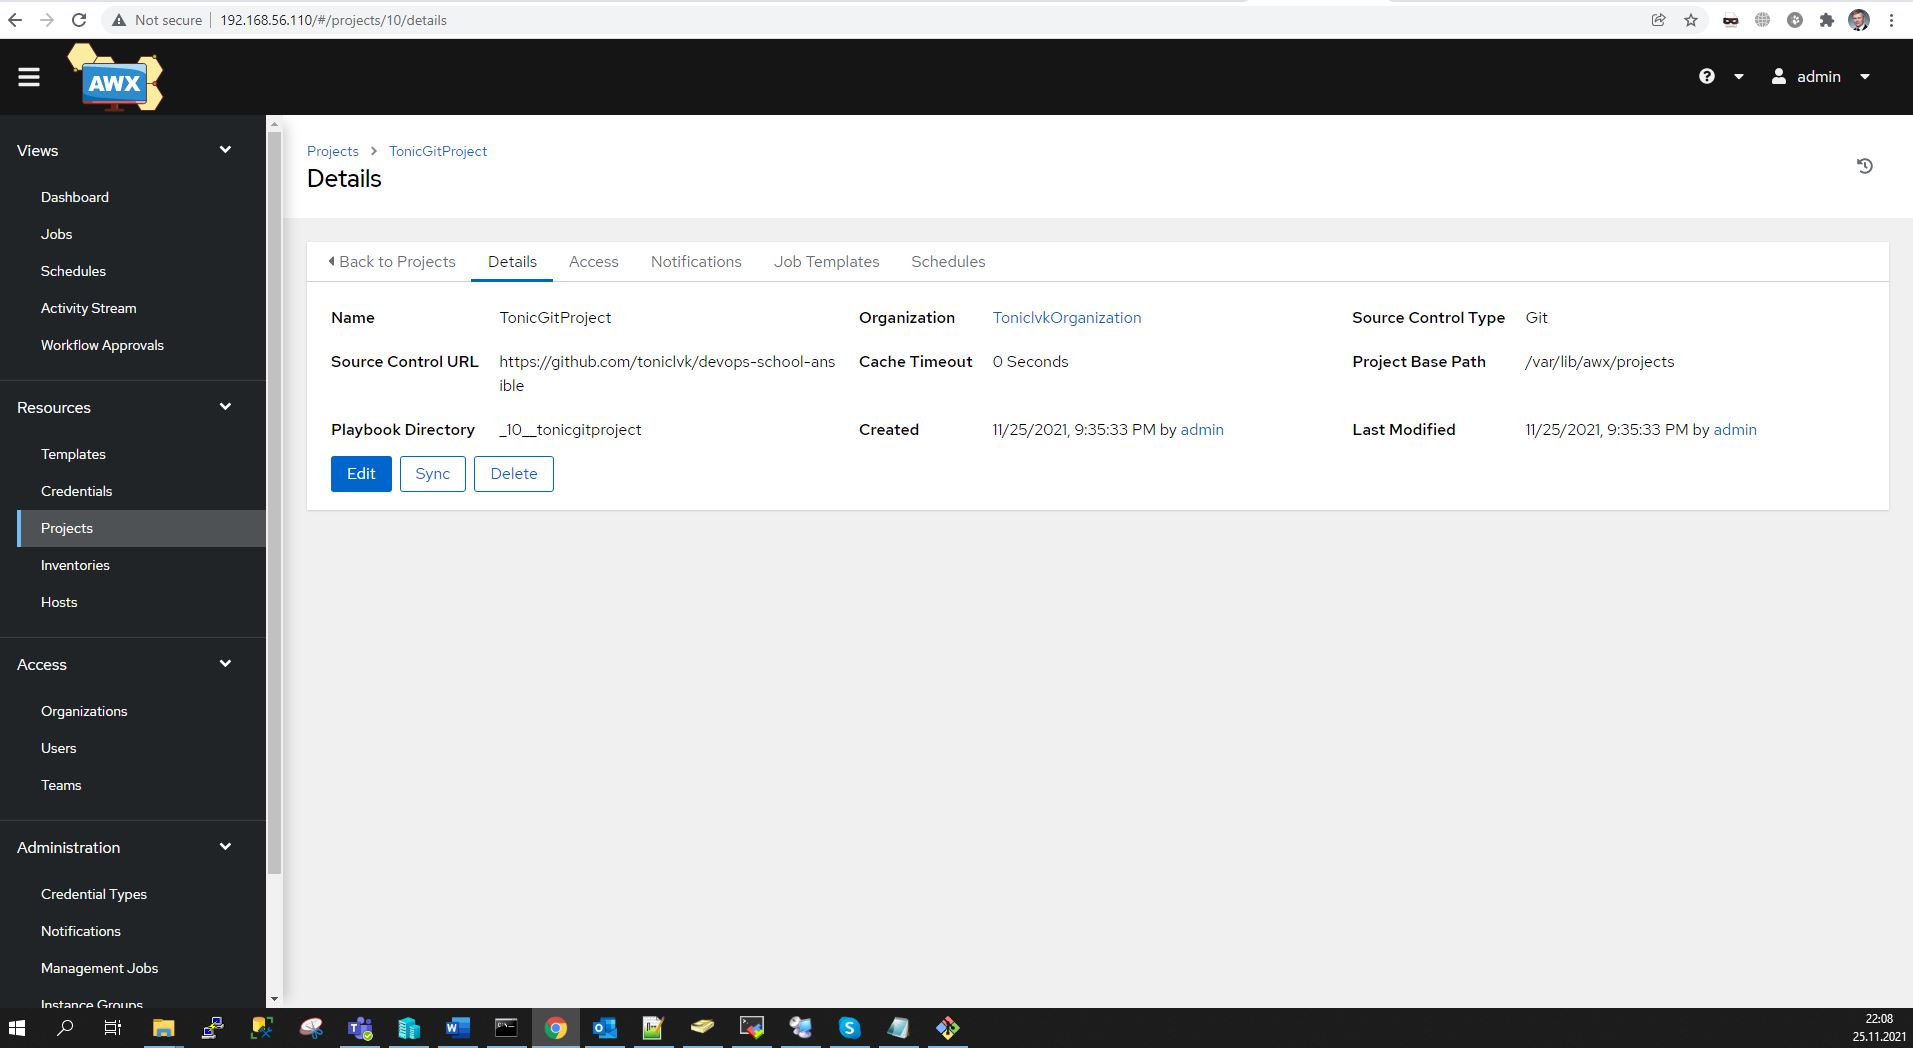 Not secure | 192.168.56.110/#/projects/10/details
AWX
admin
Views
Dashboard
Jobs
Schedules
Activity Stream
Workflow Approvals
Resources
Templates
Credentials
Projects
Inventories
Hosts
Access
Organizations
Users
Teams
Administration
Credential Types
Notifications
Management Jobs
Instance Groups
Projects > TonicGitProject
Details
Back to Projects Details Access Notifications Job Templates Schedules
Name TonicGitProject Organization ToniclvkOrganization Source Control Type Git
Source Control URL https://github.com/toniclvk/devops-school-ans Cache Timeout 0 Seconds Project Base Path /var/lib/awx/projects
ible
Playbook Directory _10__tonicgitproject Created 11/25/2021, 9:35:33 PM by admin Last Modified 11/25/2021, 9:35:33 PM by admin
Edit Sync Delete
22:08
25.11.2021